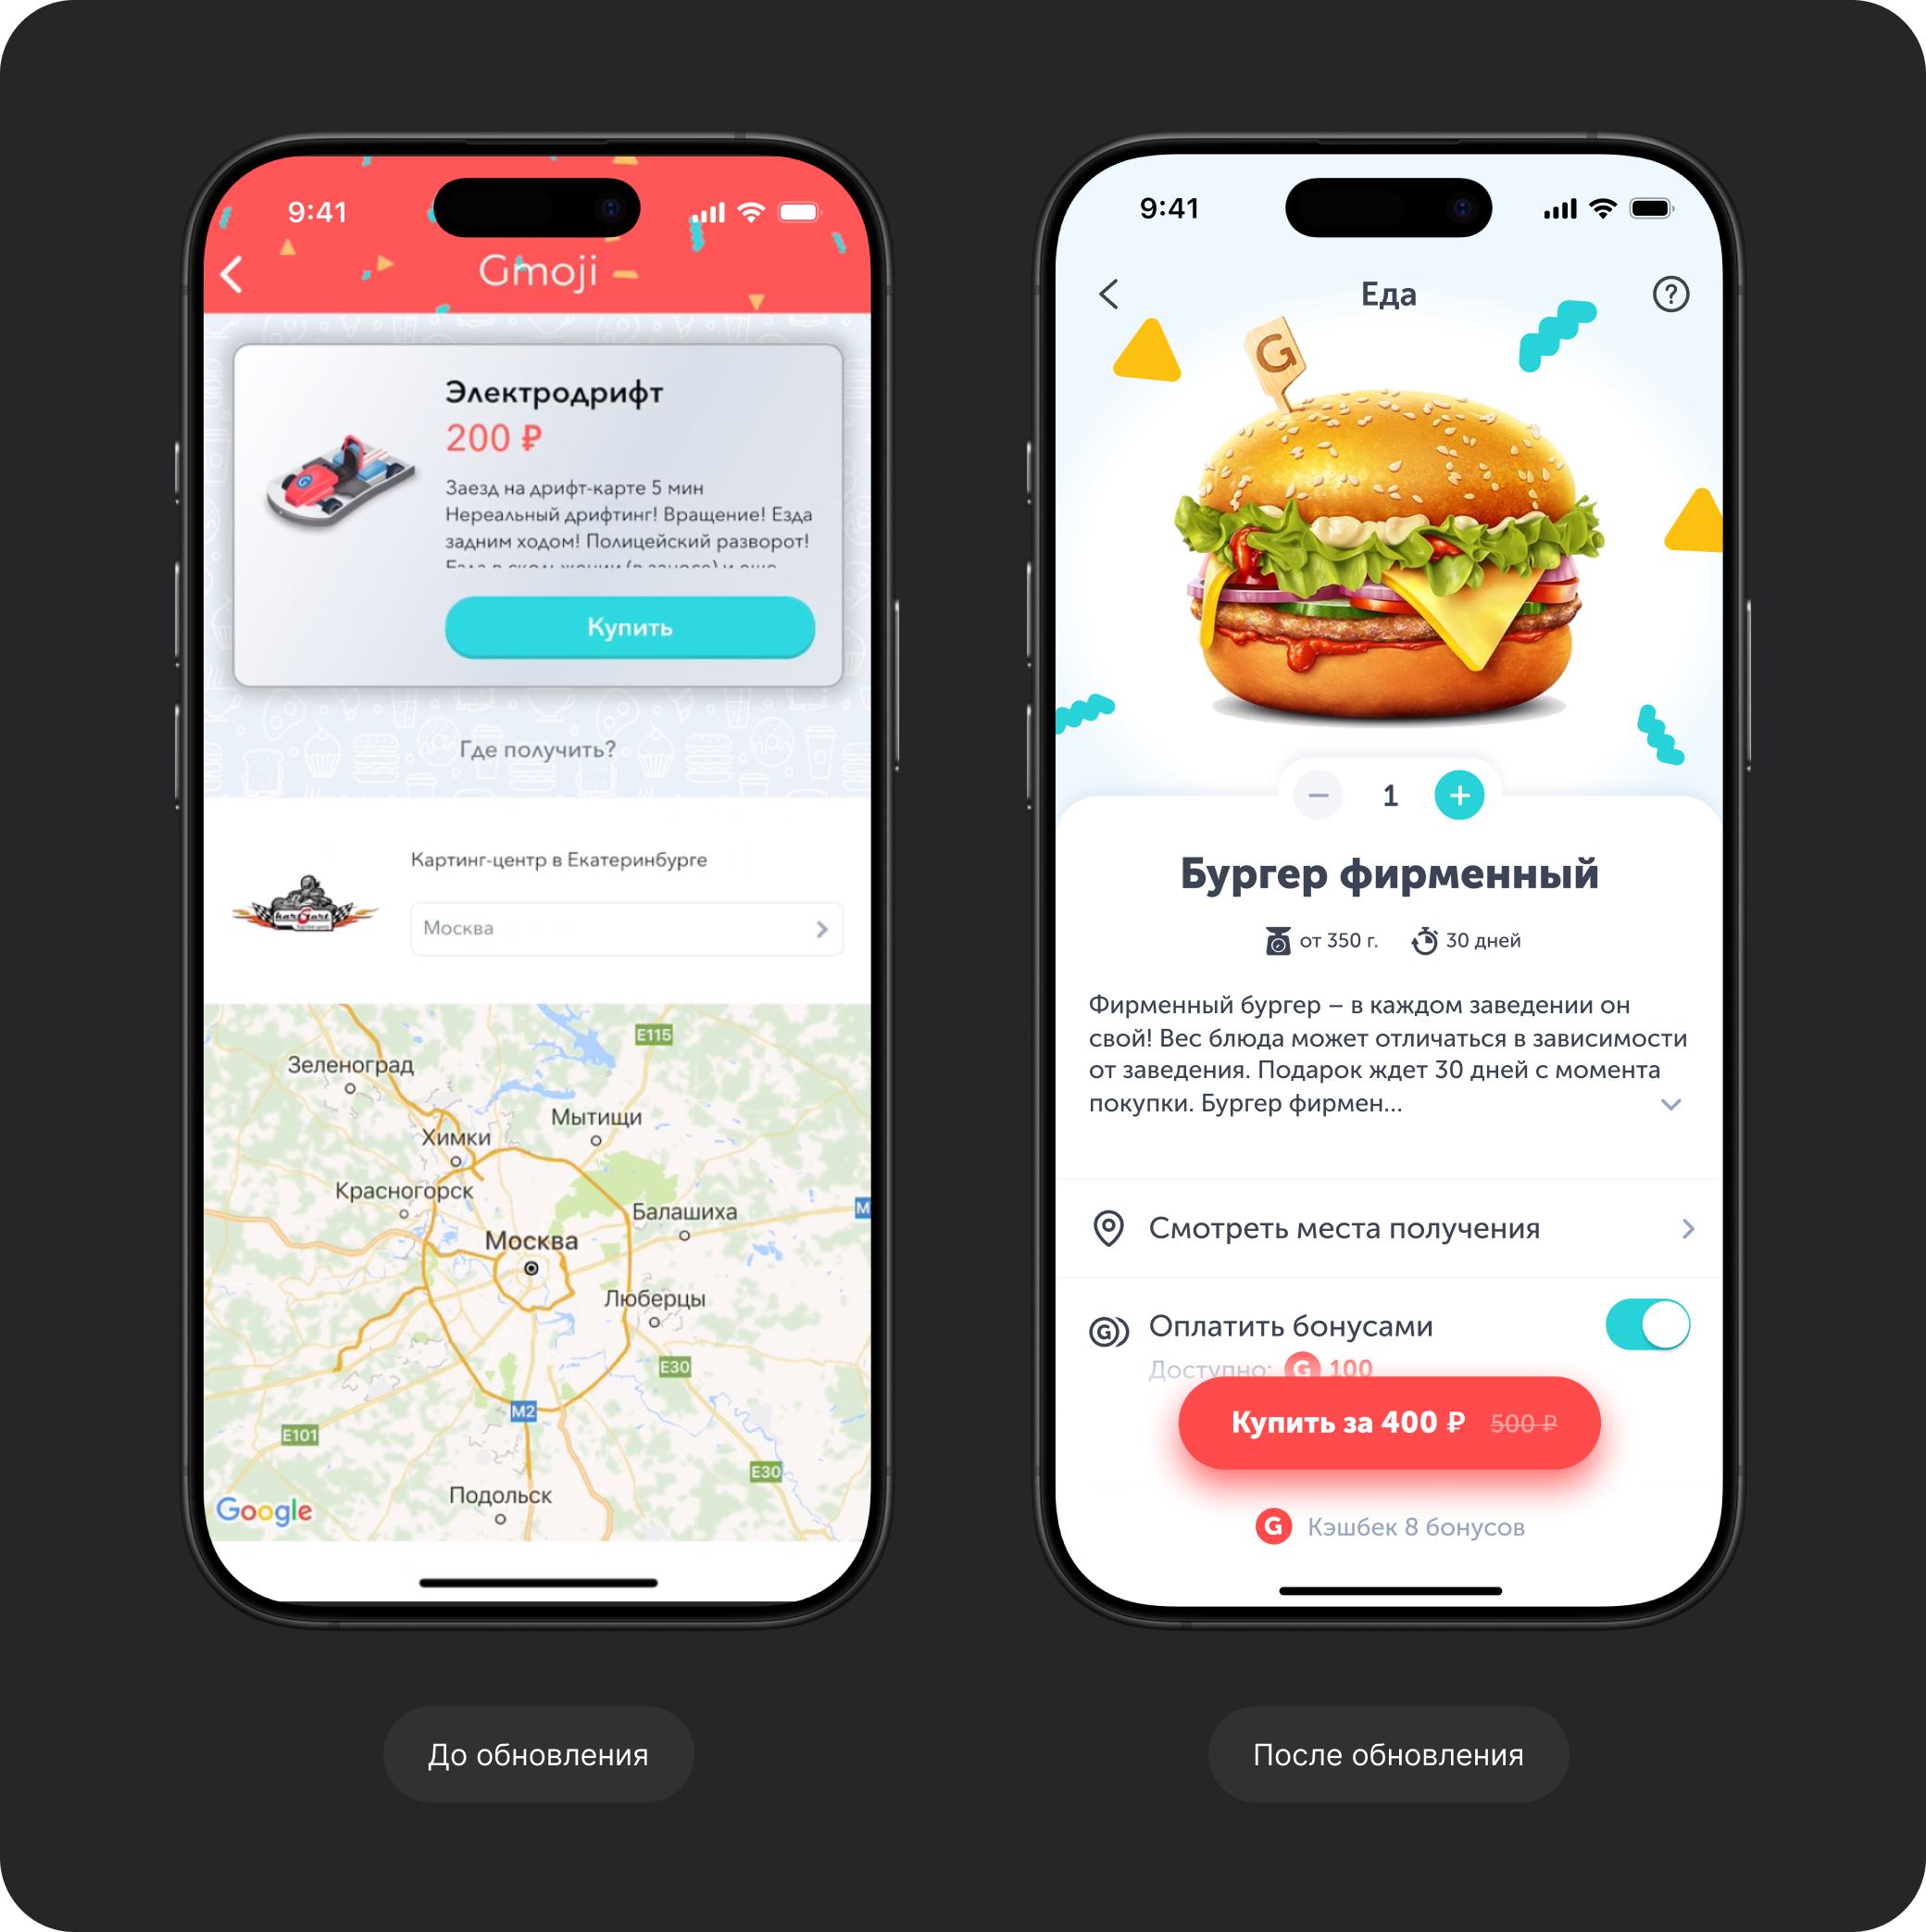 9:41
Gmoji
Электродрифт
200 ₽
Заезд на дрифт-карте 5 мин
Нереальный дрифтинг! Вращение! Езда
задним ходом! Полицейский разворот!
Купить
Где получить?
Картинг-центр в Екатеринбурге
Москва
E115
Зеленоград
Мытищи
Химки
Красногорск
M
Балашиха
Москва
Люберцы
E30
M2
E101
E30
Подольск
Google
До обновления
9:41
Еда
?
G
1
Бургер фирменный
от 350 г.
30 дней
Фирменный бургер – в каждом заведении он
свой! Вес блюда может отличаться в зависимости
от заведения. Подарок ждет 30 дней с момента
покупки. Бургер фирмен...
Смотреть места получения
G Оплатить бонусами
Доступно: G 100
Купить за 400 ₽ 500 ₽
G Кэшбек 8 бонусов
После обновления